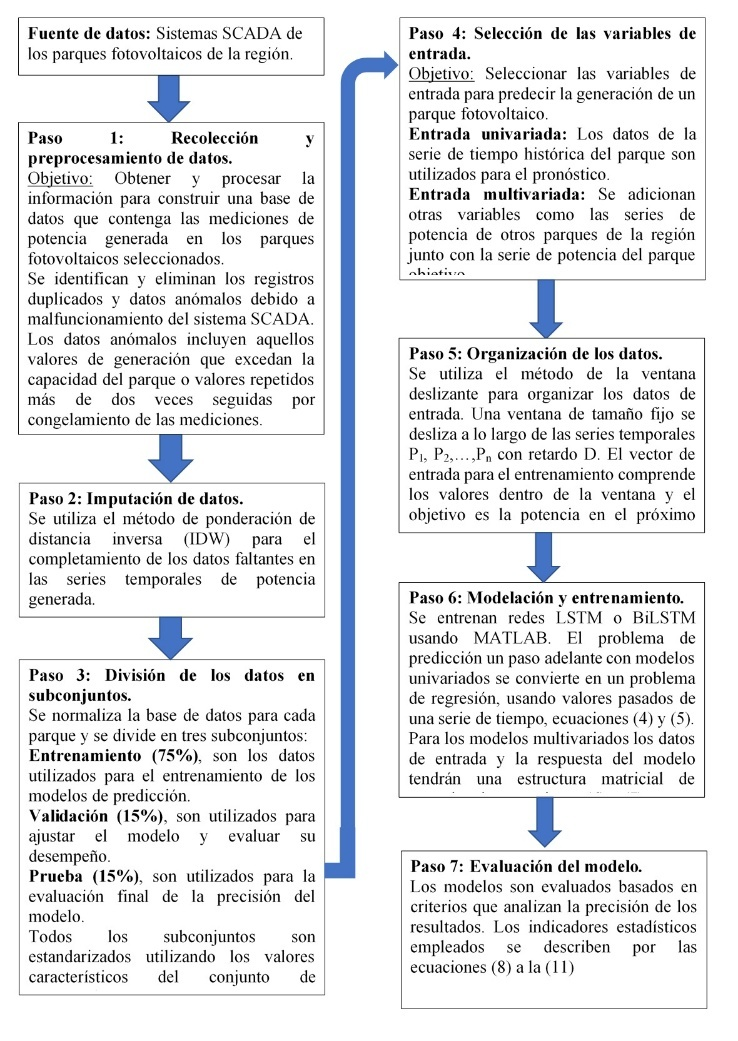 Fuente de datos: Sistemas SCADA de
los parques fotovoltaicos de la región.
Paso 1: Recolección y
preprocesamiento de datos.
Objetivo: Obtener y procesar la
información para construir una base de
datos que contenga las mediciones de
potencia generada en los parques
fotovoltaicos seleccionados.
Se identifican y eliminan los registros
duplicados y datos anómalos debido a
malfuncionamiento del sistema SCADA.
Los datos anómalos incluyen aquellos
valores de generación que excedan la
capacidad del parque o valores repetidos
más de dos veces seguidas por
congelamiento de las mediciones.
Paso 2: Imputación de datos.
Se utiliza el método de ponderación de
distancia inversa (IDW) para el
completamiento de los datos faltantes en
las series temporales de potencia
generada.
Paso 3: División de los datos en
subconjuntos.
Se normaliza la base de datos para cada
parque y se divide en tres subconjuntos:
Entrenamiento (75%), son los datos
utilizados para el entrenamiento de los
modelos de predicción.
Validación (15%), son utilizados para
ajustar el modelo y evaluar su
desempeño.
Prueba (15%), son utilizados para la
evaluación final de la precisión del
modelo.
Todos los subconjuntos son
estandarizados utilizando los valores
característicos del conjunto de
Paso 4: Selección de las variables de
entrada.
Objetivo: Seleccionar las variables de
entrada para predecir la generación de un
parque fotovoltaico.
Entrada univariada: Los datos de la
serie de tiempo histórica del parque son
utilizados para el pronóstico.
Entrada multivariada: Se adicionan
otras variables como las series de
potencia de otros parques de la región
junto con la serie de potencia del parque
objetivo
Paso 5: Organización de los datos.
Se utiliza el método de la ventana
deslizante para organizar los datos de
entrada. Una ventana de tamaño fijo se
desliza a lo largo de las series temporales
P1, P2,…,Pn con retardo D. El vector de
entrada para el entrenamiento comprende
los valores dentro de la ventana y el
objetivo es la potencia en el próximo
Paso 6: Modelación y entrenamiento.
Se entrenan redes LSTM o BiLSTM
usando MATLAB. El problema de
predicción un paso adelante con modelos
univariados se convierte en un problema
de regresión, usando valores pasados de
una serie de tiempo, ecuaciones (4) y (5).
Para los modelos multivariados los datos
de entrada y la respuesta del modelo
tendrán una estructura matricial de
Paso 7: Evaluación del modelo.
Los modelos son evaluados basados en
criterios que analizan la precisión de los
resultados. Los indicadores estadísticos
empleados se describen por las
ecuaciones (8) a la (11)